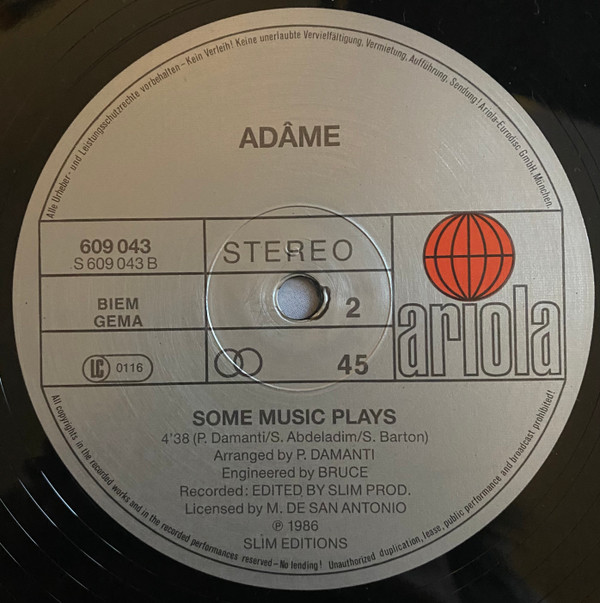 Alle Urheber- und Leistungsschutzrechte vorbehalten – Kein Verleih! Keine unerlaubte Vervielfältigung, Vermietung, Aufführung, Sendung! Ariola-Eurodisc GmbH, München.
ADÂME
609 043
S 609 043 B
STEREO
BIEM
GEMA
2
ariola
LC 0116
45
SOME MUSIC PLAYS
4'38 (P. Damanti/S. Abdeladim/S. Barton)
Arranged by P. DAMANTI
Engineered by BRUCE
Recorded: EDITED BY SLIM PROD.
Licensed by M. DE SAN ANTONIO
℗ 1986
SLIM EDITIONS
All copyrights in the recorded works and in the recorded performances reserved – No lending! Unauthorized duplication, lease, public performance and broadcast prohibited!